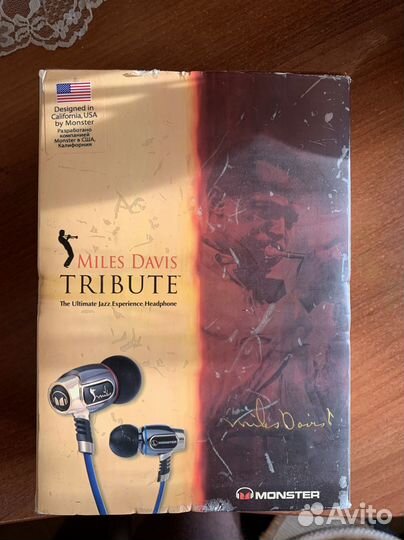 Designed in
California, USA
by Monster
Разработано
компанией
Monster в США,
Калифорния
MILES DAVIS
TRIBUTE
The Ultimate Jazz Experience Headphone
MONSTER
Miles Davis
MONSTER
Avito